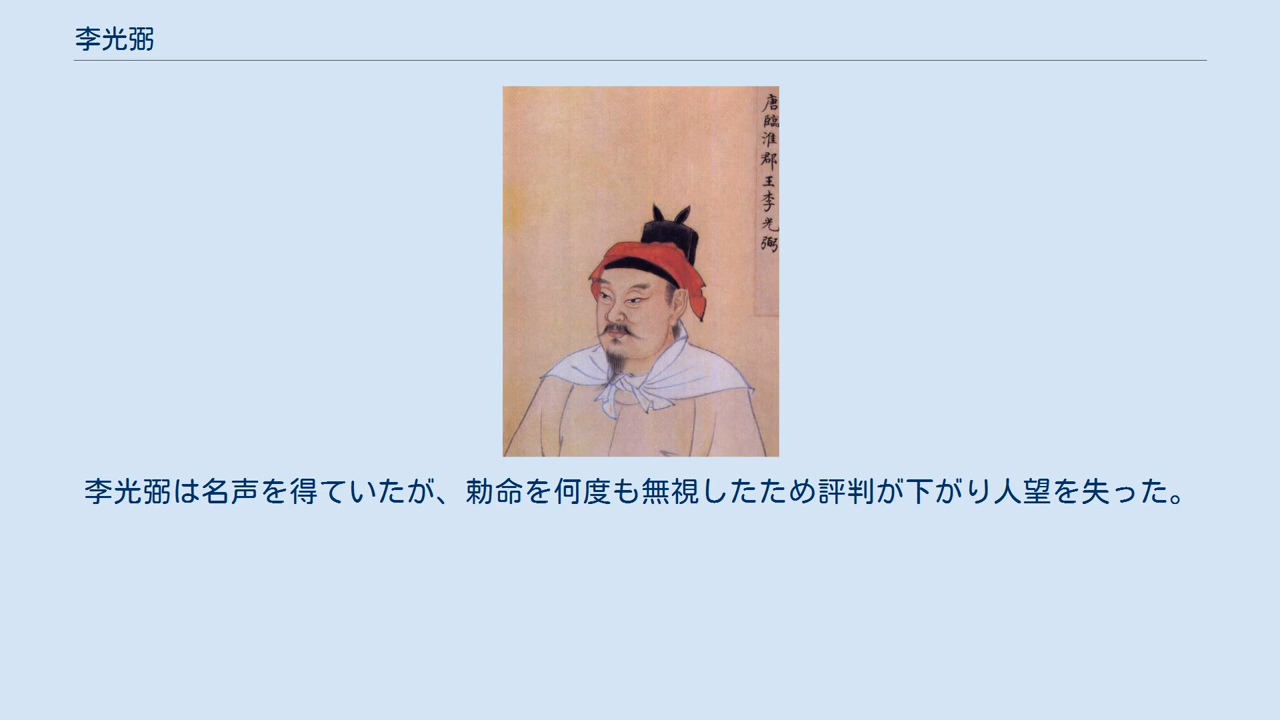 李光弼
唐臨淮郡王李光弼
李光弼は名声を得ていたが、勅命を何度も無視したため評判が下がり人望を失った。